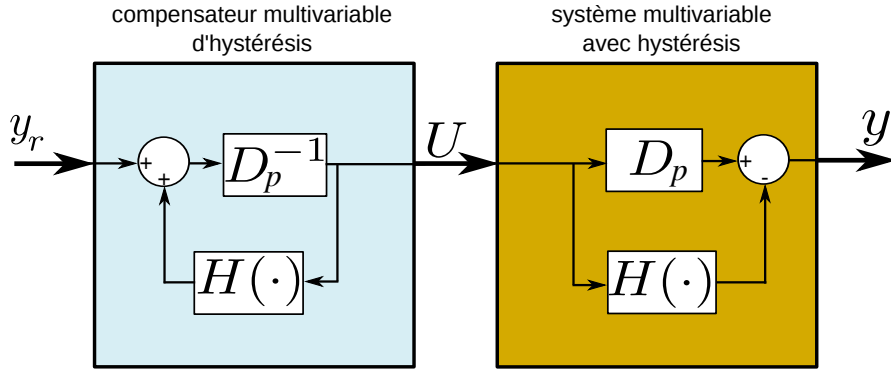 compensateur multivariable
d'hystérésis
système multivariable
avec hystérésis
y_r
+
+
D_p^{-1}
H(·)
U
D_p
H(·)
+
-
y